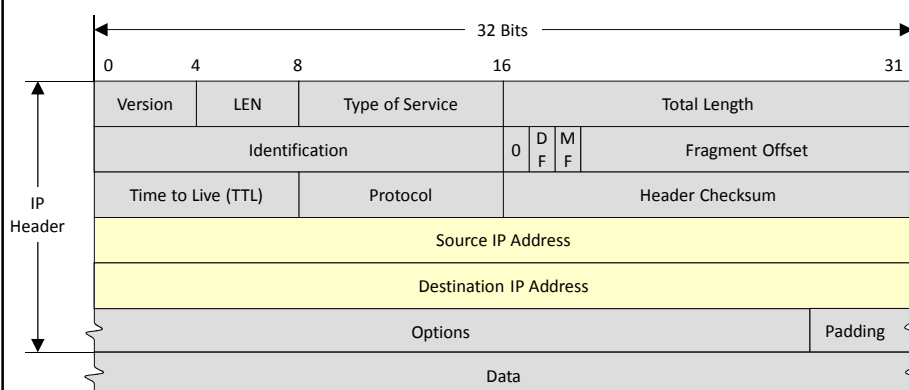 32 Bits
0 4 8 16 31
Version LEN Type of Service Total Length
Identification 0 D F M F Fragment Offset
Time to Live (TTL) Protocol Header Checksum
IP Header
Source IP Address
Destination IP Address
Options Padding
Data